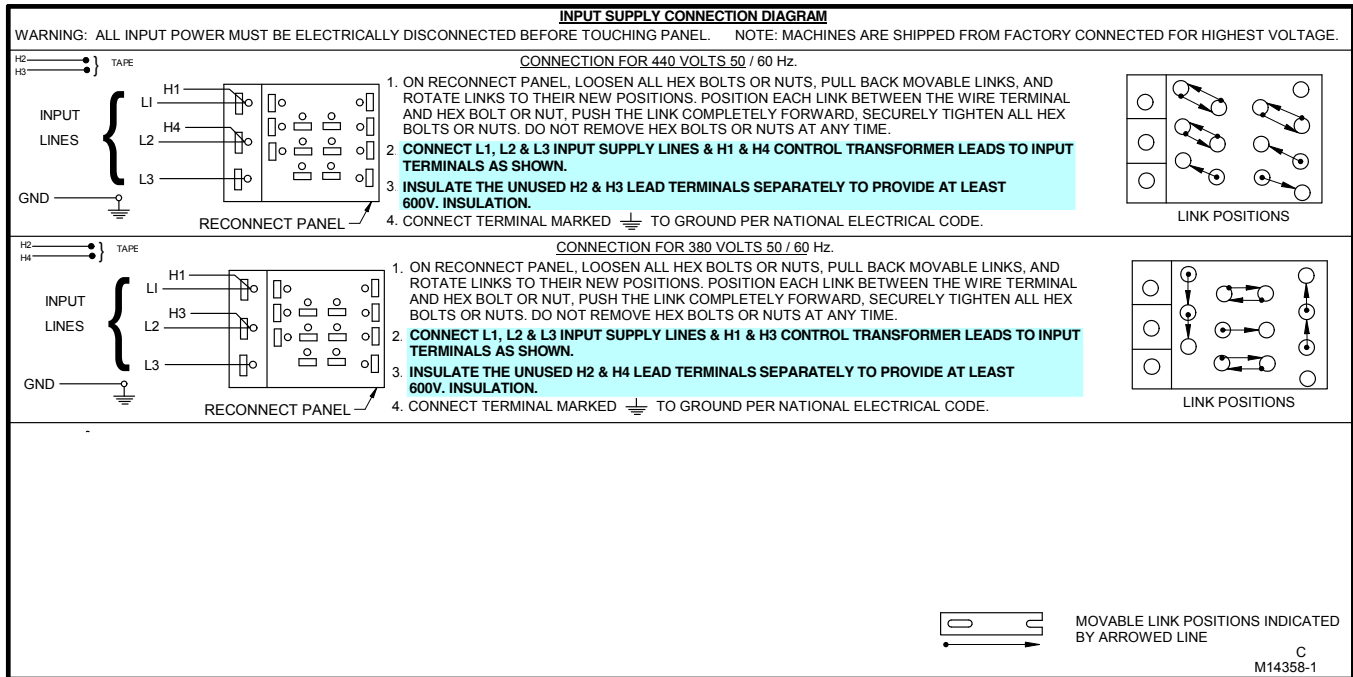 INPUT SUPPLY CONNECTION DIAGRAM
WARNING: ALL INPUT POWER MUST BE ELECTRICALLY DISCONNECTED BEFORE TOUCHING PANEL. NOTE: MACHINES ARE SHIPPED FROM FACTORY CONNECTED FOR HIGHEST VOLTAGE.
CONNECTION FOR 440 VOLTS 50 / 60 Hz.
H2
H3
} TAPE
INPUT
LINES
{
H1
LI
H4
L2
L3
GND
RECONNECT PANEL
1. ON RECONNECT PANEL, LOOSEN ALL HEX BOLTS OR NUTS, PULL BACK MOVABLE LINKS, AND
ROTATE LINKS TO THEIR NEW POSITIONS. POSITION EACH LINK BETWEEN THE WIRE TERMINAL
AND HEX BOLT OR NUT, PUSH THE LINK COMPLETELY FORWARD, SECURELY TIGHTEN ALL HEX
BOLTS OR NUTS. DO NOT REMOVE HEX BOLTS OR NUTS AT ANY TIME.
2. CONNECT L1, L2 & L3 INPUT SUPPLY LINES & H1 & H4 CONTROL TRANSFORMER LEADS TO INPUT
TERMINALS AS SHOWN.
3. INSULATE THE UNUSED H2 & H3 LEAD TERMINALS SEPARATELY TO PROVIDE AT LEAST
600V. INSULATION.
4. CONNECT TERMINAL MARKED ⏚ TO GROUND PER NATIONAL ELECTRICAL CODE.
LINK POSITIONS
CONNECTION FOR 380 VOLTS 50 / 60 Hz.
H2
H4
} TAPE
INPUT
LINES
{
H1
LI
H3
L2
L3
GND
RECONNECT PANEL
1. ON RECONNECT PANEL, LOOSEN ALL HEX BOLTS OR NUTS, PULL BACK MOVABLE LINKS, AND
ROTATE LINKS TO THEIR NEW POSITIONS. POSITION EACH LINK BETWEEN THE WIRE TERMINAL
AND HEX BOLT OR NUT, PUSH THE LINK COMPLETELY FORWARD, SECURELY TIGHTEN ALL HEX
BOLTS OR NUTS. DO NOT REMOVE HEX BOLTS OR NUTS AT ANY TIME.
2. CONNECT L1, L2 & L3 INPUT SUPPLY LINES & H1 & H3 CONTROL TRANSFORMER LEADS TO INPUT
TERMINALS AS SHOWN.
3. INSULATE THE UNUSED H2 & H4 LEAD TERMINALS SEPARATELY TO PROVIDE AT LEAST
600V. INSULATION.
4. CONNECT TERMINAL MARKED ⏚ TO GROUND PER NATIONAL ELECTRICAL CODE.
LINK POSITIONS
-
MOVABLE LINK POSITIONS INDICATED
BY ARROWED LINE
C
M14358-1